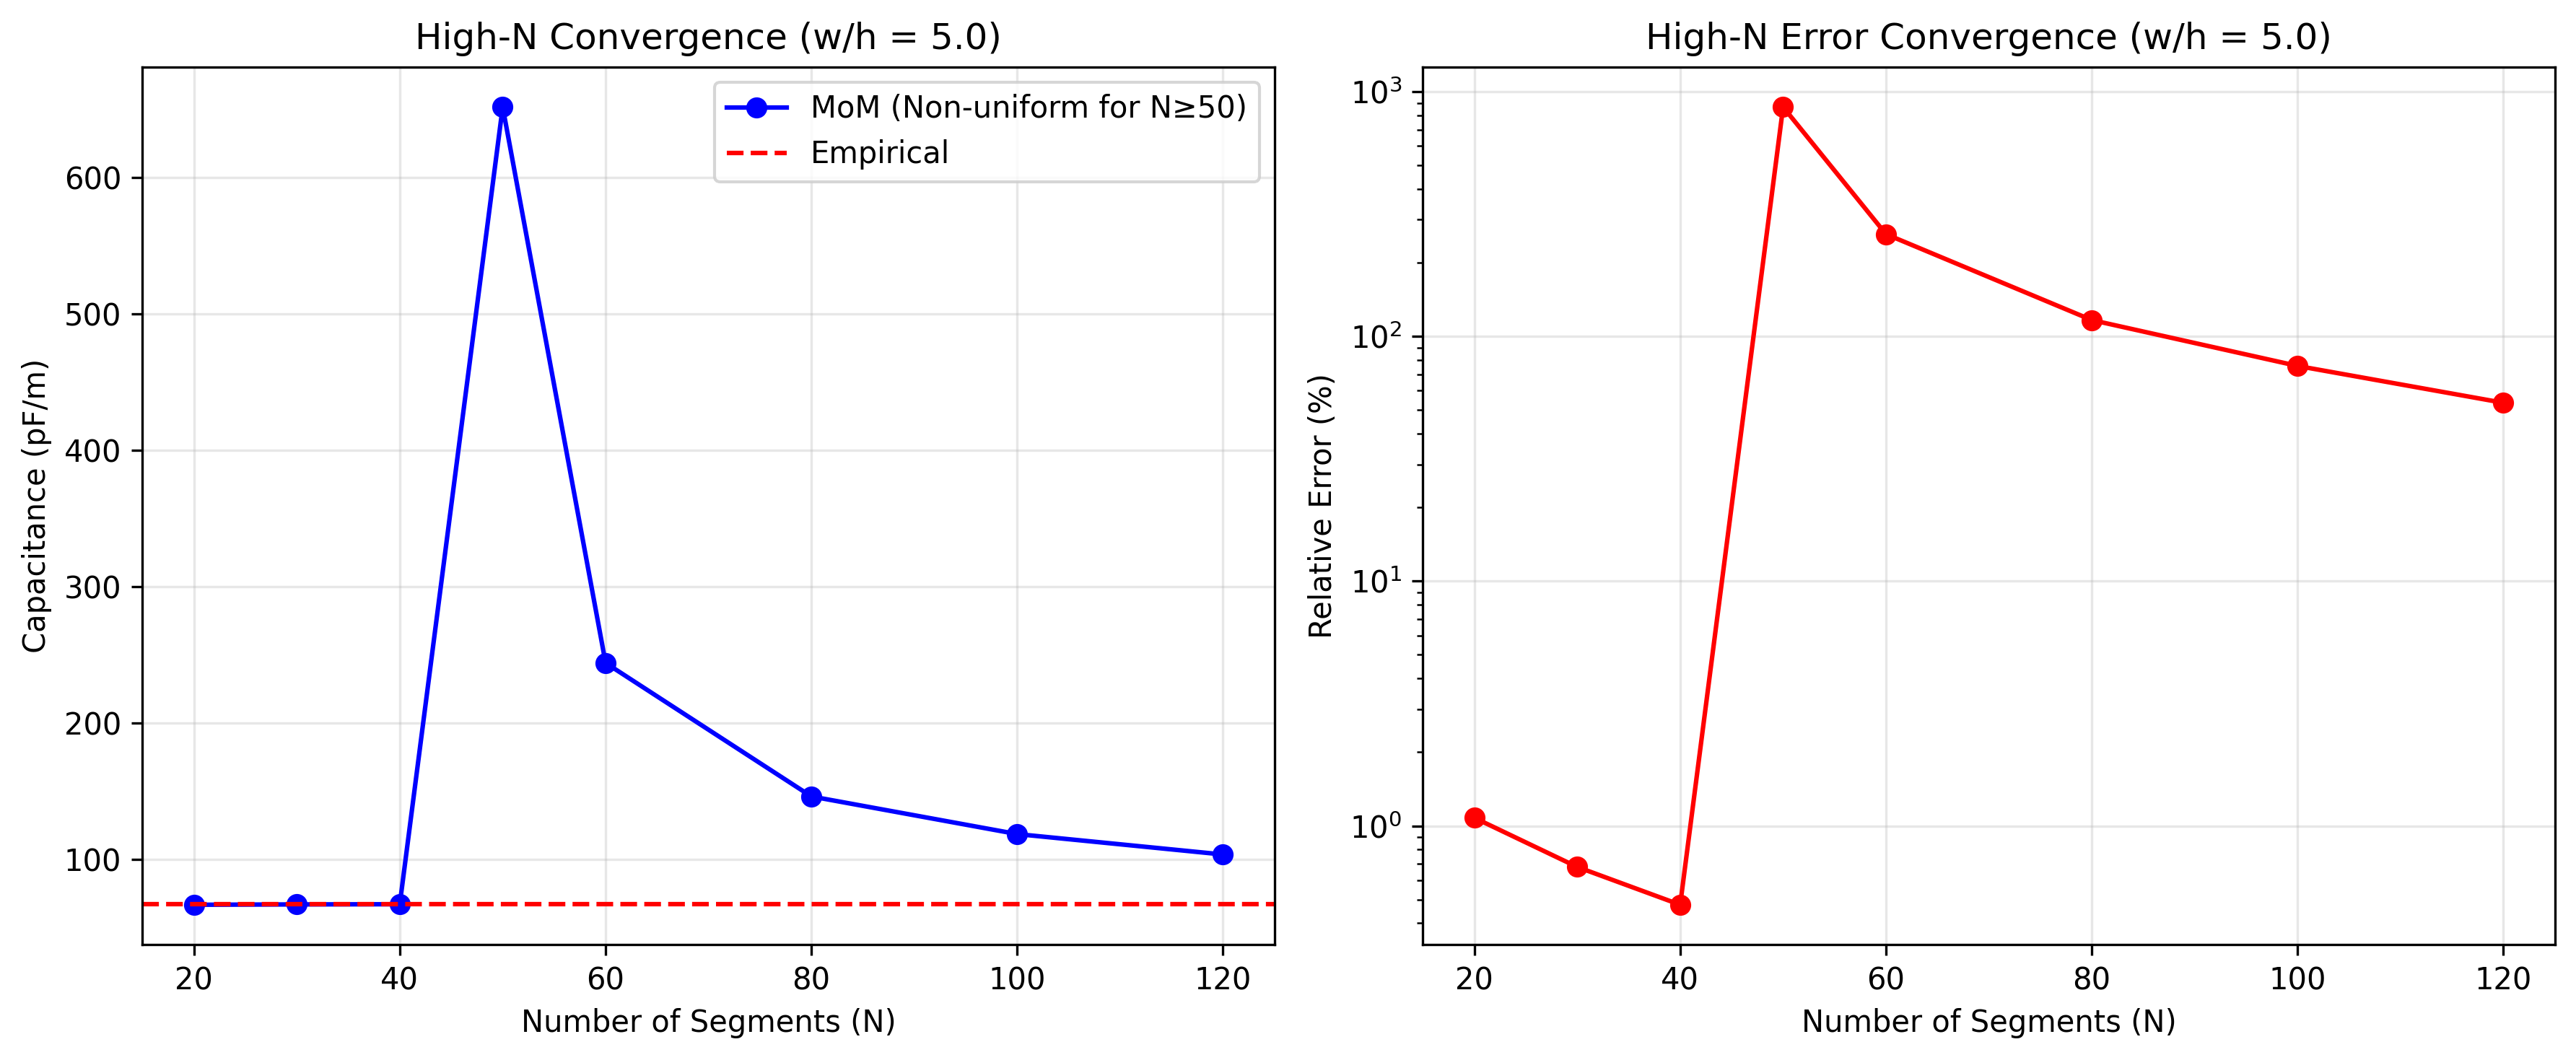 High-N Convergence (w/h = 5.0)
MoM (Non-uniform for N≥50)
Empirical
600
500
400
300
200
100
Capacitance (pF/m)
20 40 60 80 100 120
Number of Segments (N)
High-N Error Convergence (w/h = 5.0)
10³
10²
10¹
10⁰
Relative Error (%)
20 40 60 80 100 120
Number of Segments (N)